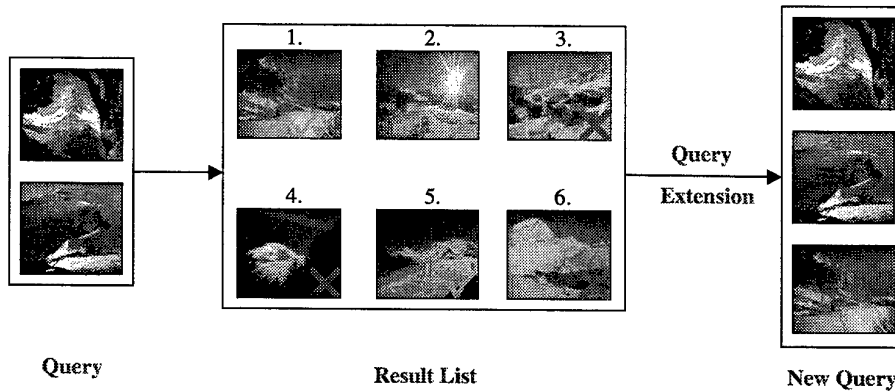 1. 2. 3.
4. 5. 6.
Query
Extension
Query
Result List
New Query